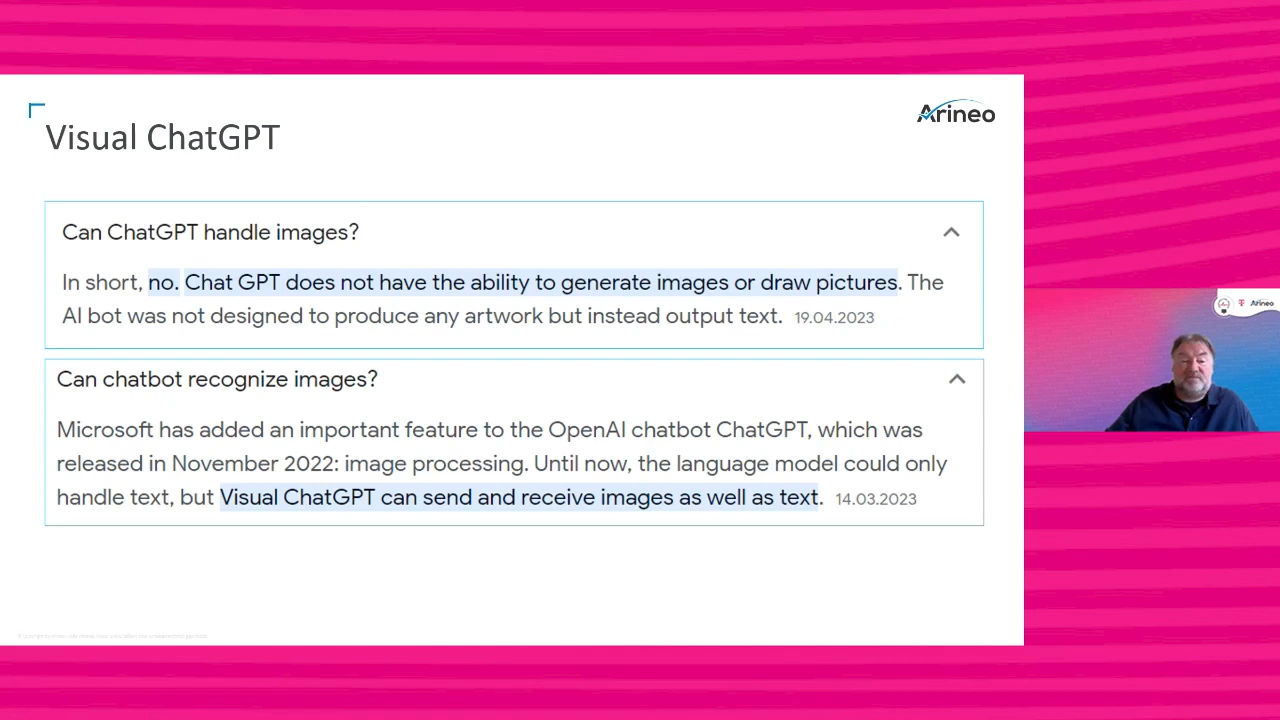 Arineo
Visual ChatGPT
Can ChatGPT handle images?
In short, no. Chat GPT does not have the ability to generate images or draw pictures. The
AI bot was not designed to produce any artwork but instead output text. 19.04.2023
Can chatbot recognize images?
Microsoft has added an important feature to the OpenAI chatbot ChatGPT, which was
released in November 2022: image processing. Until now, the language model could only
handle text, but Visual ChatGPT can send and receive images as well as text. 14.03.2023
T Arineo